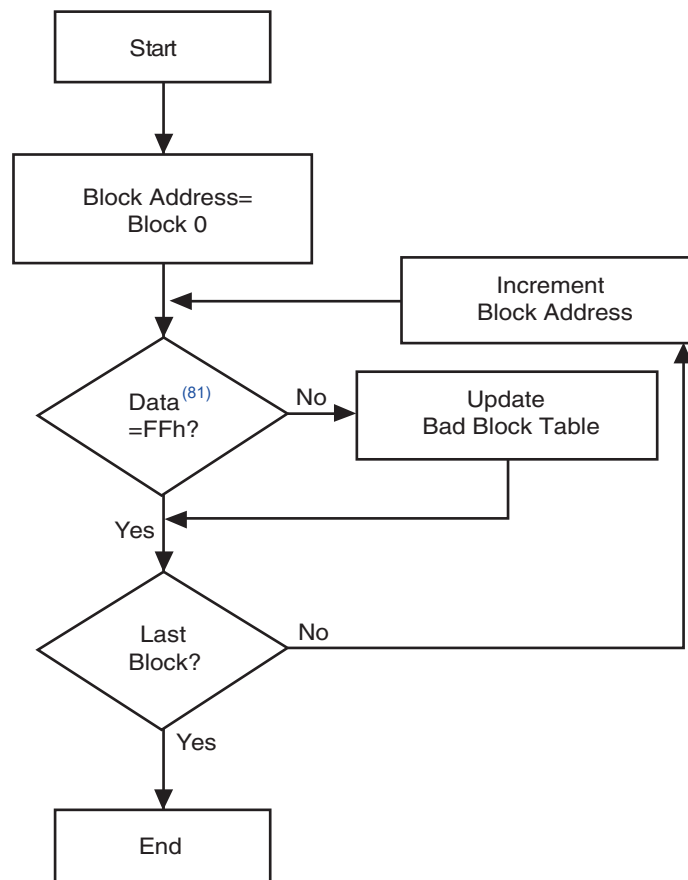 Start
Block Address=
Block 0
Increment
Block Address
Data(81)
=FFh?
No
Update
Bad Block Table
Yes
Last
Block?
No
Yes
End